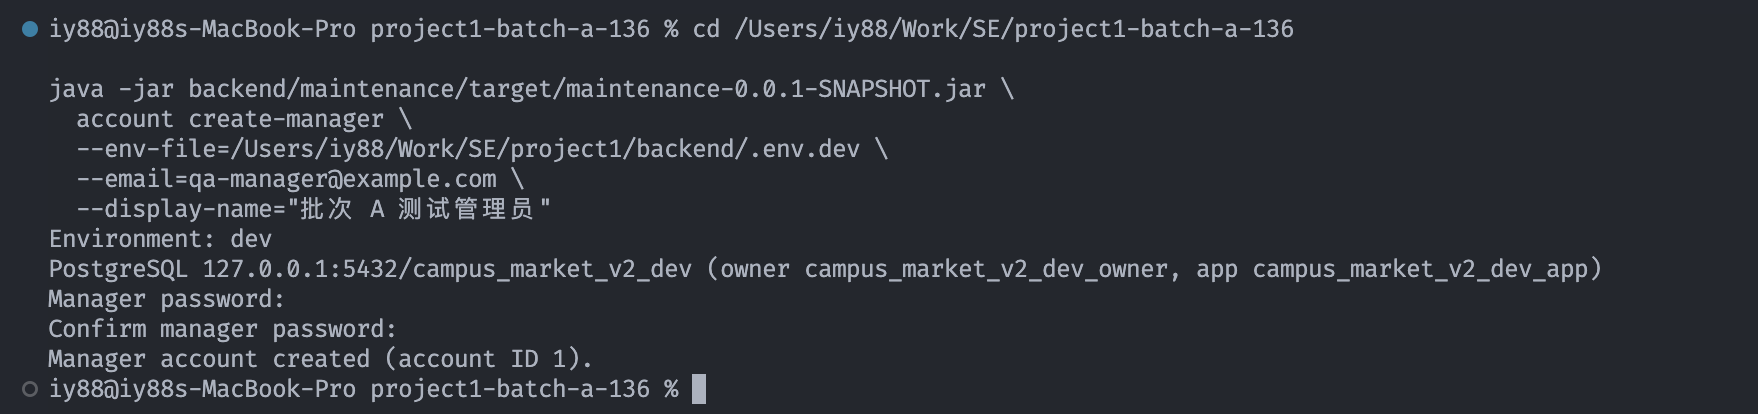 iy88@iy88s-MacBook-Pro project1-batch-a-136 % cd /Users/iy88/Work/SE/project1-batch-a-136
java -jar backend/maintenance/target/maintenance-0.0.1-SNAPSHOT.jar \
  account create-manager \
  --env-file=/Users/iy88/Work/SE/project1/backend/.env.dev \
  --email=qa-manager@example.com \
  --display-name="批次 A 测试管理员"
Environment: dev
PostgreSQL 127.0.0.1:5432/campus_market_v2_dev (owner campus_market_v2_dev_owner, app campus_market_v2_dev_app)
Manager password:
Confirm manager password:
Manager account created (account ID 1).
iy88@iy88s-MacBook-Pro project1-batch-a-136 %